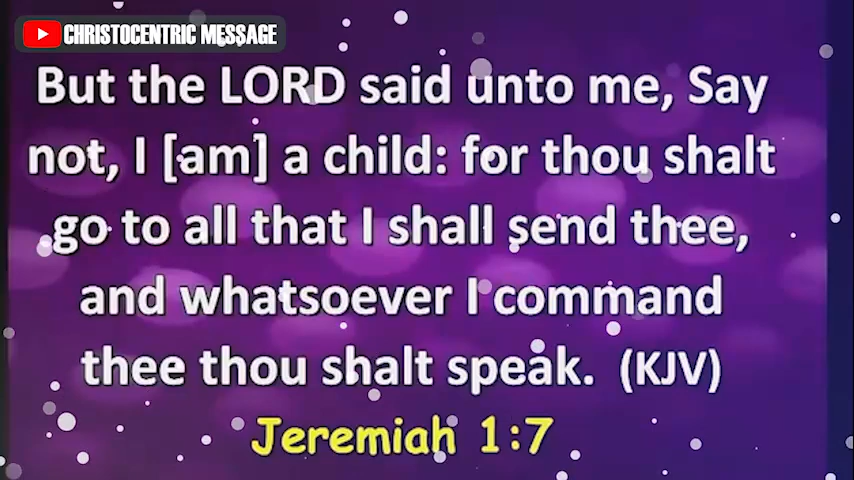 CHRISTOCENTRIC MESSAGE
But the LORD said unto me, Say
not, I [am] a child: for thou shalt
go to all that I shall send thee,
and whatsoever I command
thee thou shalt speak. (KJV)
Jeremiah 1:7